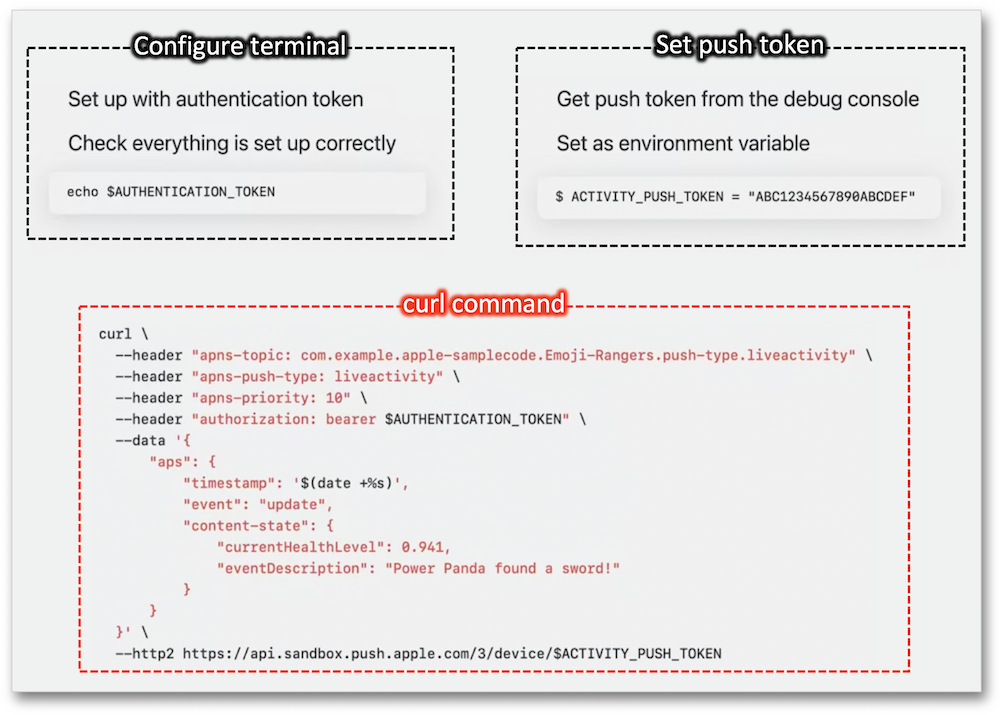 Configure terminal
Set up with authentication token
Check everything is set up correctly
echo $AUTHENTICATION_TOKEN
Set push token
Get push token from the debug console
Set as environment variable
$ ACTIVITY_PUSH_TOKEN = "ABC1234567890ABCDEF"
curl command
curl \
--header "apns-topic: com.example.apple-samplecode.Emoji-Rangers.push-type.liveactivity" \
--header "apns-push-type: liveactivity" \
--header "apns-priority: 10" \
--header "authorization: bearer $AUTHENTICATION_TOKEN" \
--data '{
"aps": {
"timestamp": '$(date +%s)',
"event": "update",
"content-state": {
"currentHealthLevel": 0.941,
"eventDescription": "Power Panda found a sword!"
}
}
}' \
--http2 https://api.sandbox.push.apple.com/3/device/$ACTIVITY_PUSH_TOKEN